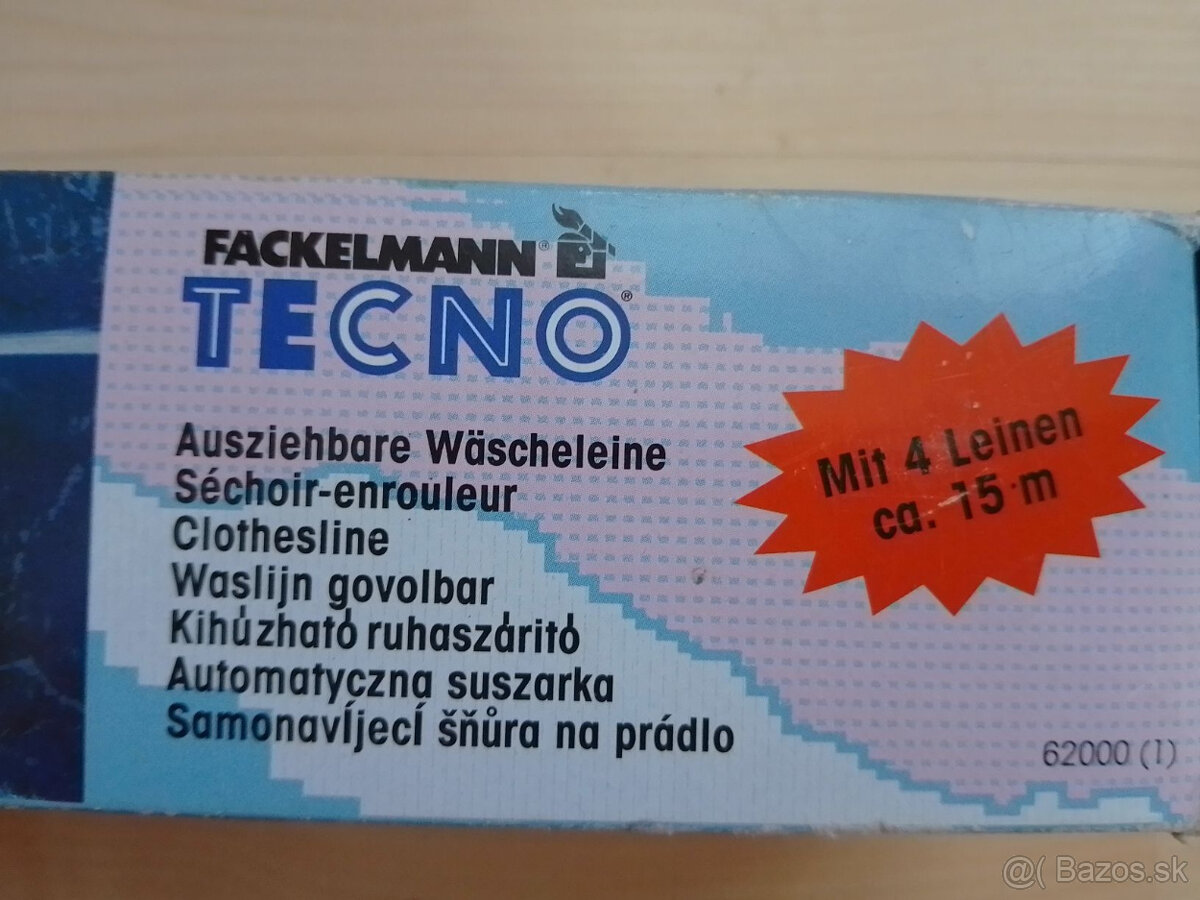 FACKELMANN®
TECNO®
Ausziehbare Wäscheleine
Séchoir-enrouleur
Clothesline
Waslijn govolbar
Kihúzható ruhaszáritó
Automatyczna suszarka
Samonavíjecí šňůra na prádlo
Mit 4 Leinen
ca. 15 m
62000 (1)
@( Bazos.sk